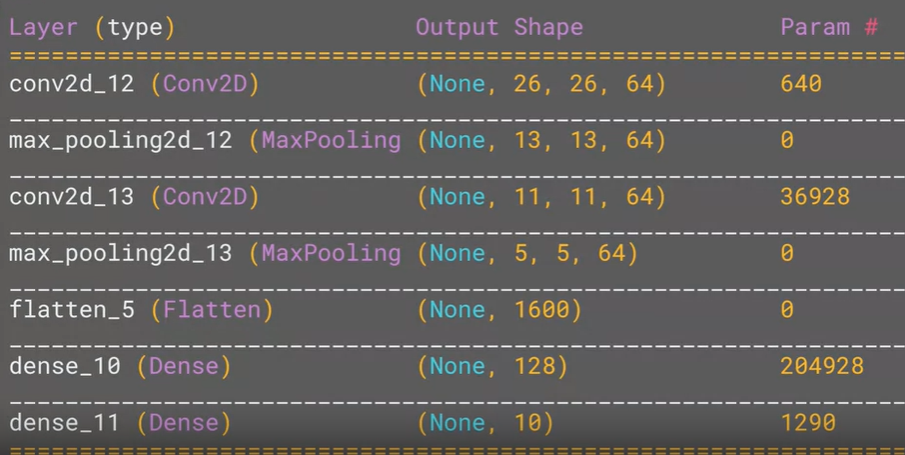 Layer (type) Output Shape Param #
=================================================================
conv2d_12 (Conv2D) (None, 26, 26, 64) 640
_________________________________________________________________
max_pooling2d_12 (MaxPooling (None, 13, 13, 64) 0
_________________________________________________________________
conv2d_13 (Conv2D) (None, 11, 11, 64) 36928
_________________________________________________________________
max_pooling2d_13 (MaxPooling (None, 5, 5, 64) 0
_________________________________________________________________
flatten_5 (Flatten) (None, 1600) 0
_________________________________________________________________
dense_10 (Dense) (None, 128) 204928
_________________________________________________________________
dense_11 (Dense) (None, 10) 1290
=================================================================